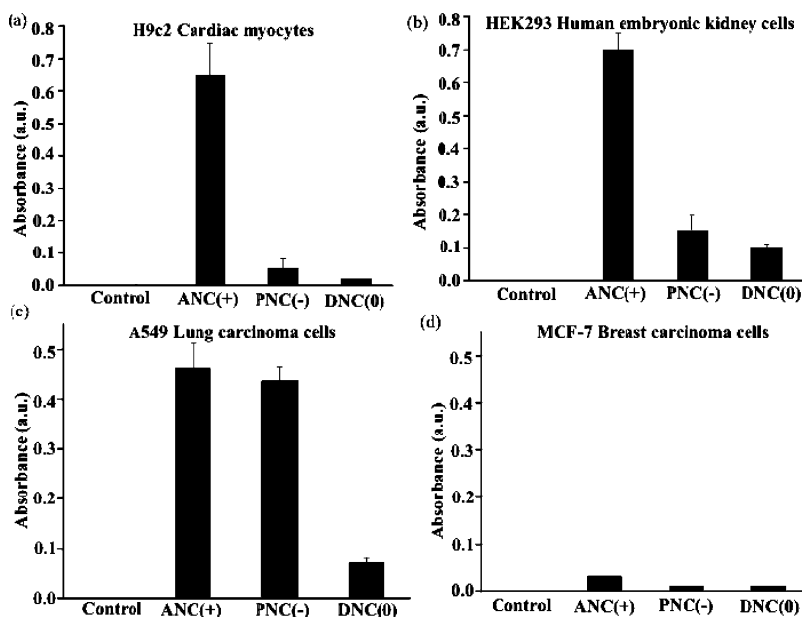 (a)
H9c2 Cardiac myocytes
Absorbance (a.u.)
0.8
0.7
0.6
0.5
0.4
0.3
0.2
0.1
0.0
Control ANC(+) PNC(-) DNC(0)
(b)
HEK293 Human embryonic kidney cells
Absorbance (a.u.)
0.8
0.7
0.6
0.5
0.4
0.3
0.2
0.1
0.0
Control ANC(+) PNC(-) DNC(0)
(c)
A549 Lung carcinoma cells
Absorbance (a.u.)
0.5
0.4
0.3
0.2
0.1
0.0
Control ANC(+) PNC(-) DNC(0)
(d)
MCF-7 Breast carcinoma cells
Absorbance (a.u.)
0.5
0.4
0.3
0.2
0.1
0.0
Control ANC(+) PNC(-) DNC(0)